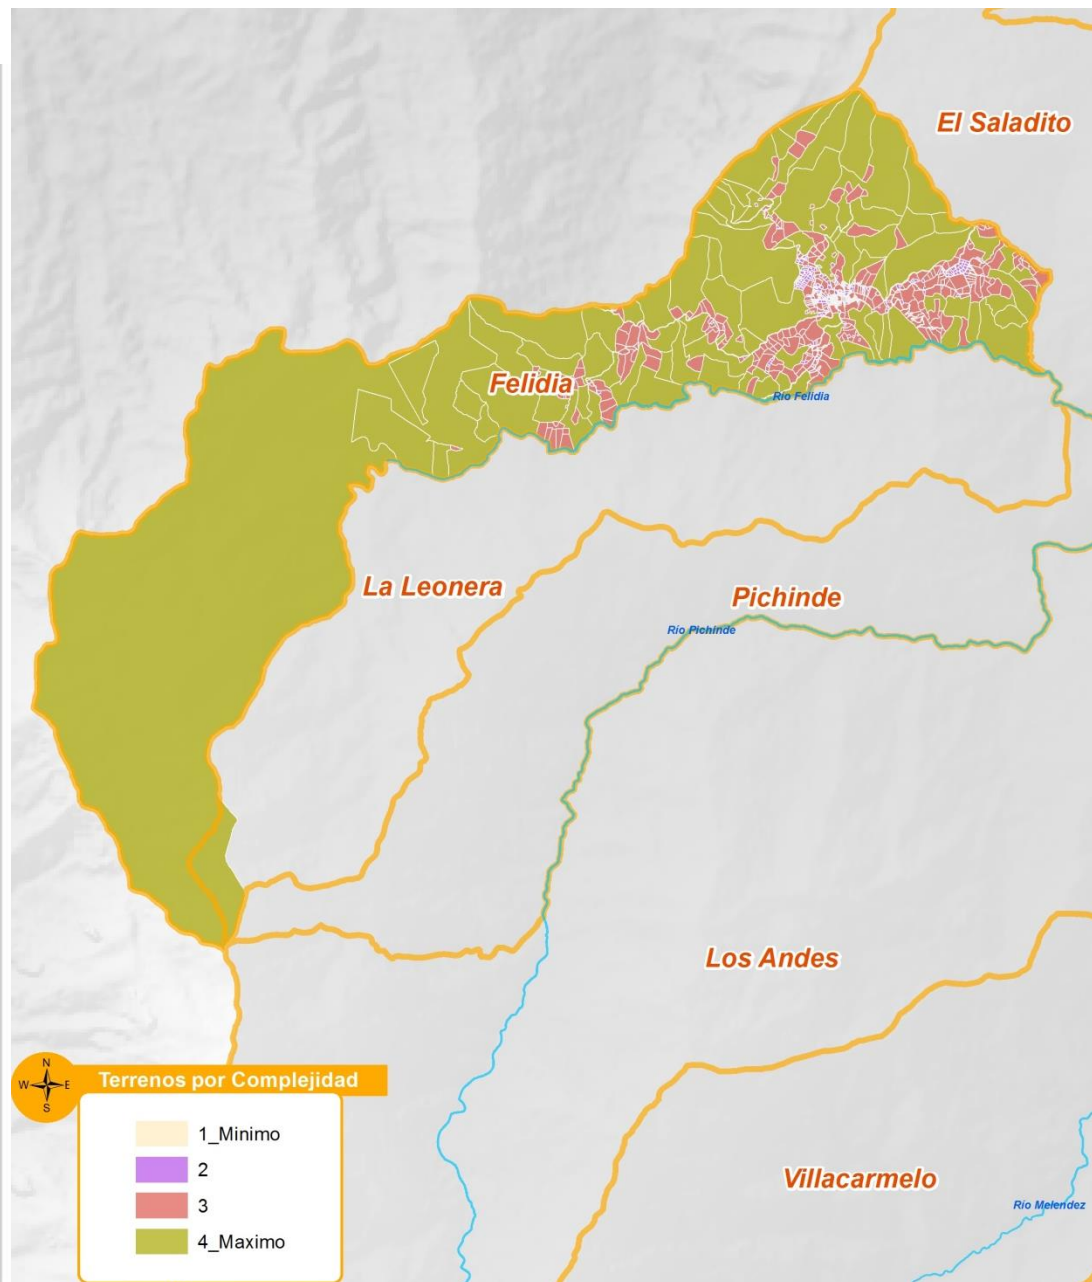 El Saladito
Felidia
Río Felidia
La Leonera
Pichinde
Río Pichinde
Los Andes
N
W E
S
Terrenos por Complejidad
1_Minimo
2
3
4_Maximo
Villacarmelo
Río Melendez